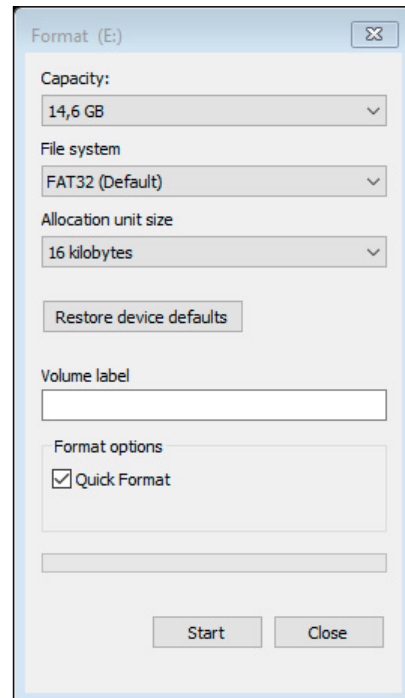 Format (E:)
Capacity:
14,6 GB
File system
FAT32 (Default)
Allocation unit size
16 kilobytes
Restore device defaults
Volume label
Format options
Quick Format
Start Close